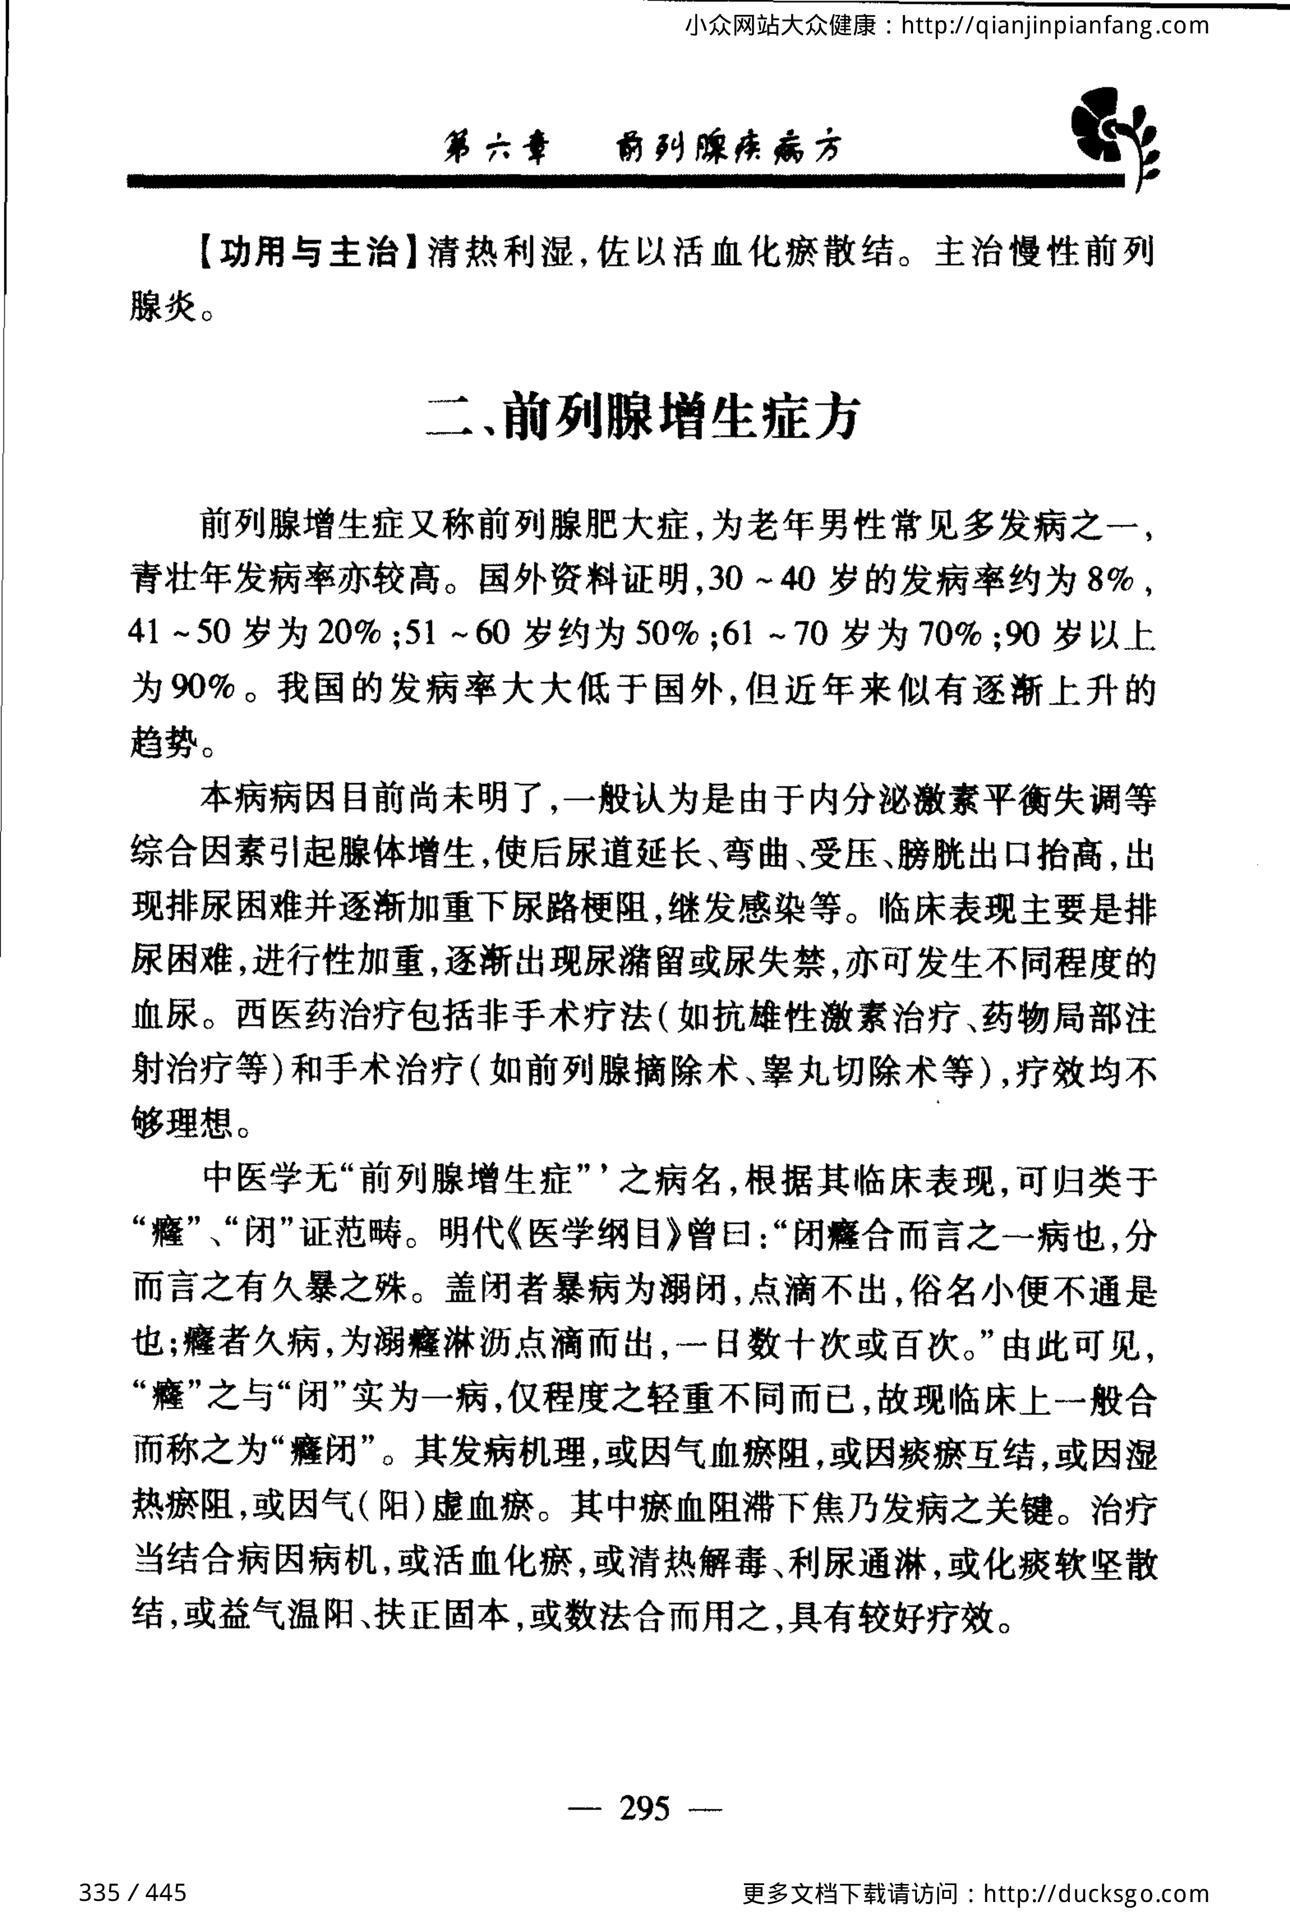 小众网站大众健康：http://qianjinpianfang.com
第六章 前列腺疾病方
【功用与主治】清热利湿,佐以活血化瘀散结。主治慢性前列
腺炎。
二、前列腺增生症方
前列腺增生症又称前列腺肥大症,为老年男性常见多发病之一,
青壮年发病率亦较高。国外资料证明,30～40 岁的发病率约为8%,
41～50 岁为20%;51～60 岁约为50%;61～70 岁为70%;90 岁以上
为90%。我国的发病率大大低于国外,但近年来似有逐渐上升的
趋势。
本病病因目前尚未明了,一般认为是由于内分泌激素平衡失调等
综合因素引起腺体增生,使后尿道延长、弯曲、受压、膀胱出口抬高,出
现排尿困难并逐渐加重下尿路梗阻,继发感染等。临床表现主要是排
尿困难,进行性加重,逐渐出现尿潴留或尿失禁,亦可发生不同程度的
血尿。西医药治疗包括非手术疗法(如抗雄性激素治疗、药物局部注
射治疗等)和手术治疗(如前列腺摘除术、睾丸切除术等),疗效均不
够理想。
中医学无“前列腺增生症”’之病名,根据其临床表现,可归类于
“癃”、“闭”证范畴。明代《医学纲目》曾曰:“闭癃合而言之一病也,分
而言之有久暴之殊。盖闭者暴病为溺闭,点滴不出,俗名小便不通是
也;癃者久病,为溺癃淋沥点滴而出,一日数十次或百次。”由此可见,
“癃”之与“闭”实为一病,仅程度之轻重不同而已,故现临床上一般合
而称之为“癃闭”。其发病机理,或因气血瘀阻,或因痰瘀互结,或因湿
热瘀阻,或因气(阳)虚血瘀。其中瘀血阻滞下焦乃发病之关键。治疗
当结合病因病机,或活血化瘀,或清热解毒、利尿通淋,或化痰软坚散
结,或益气温阳、扶正固本,或数法合而用之,具有较好疗效。
— 295 —
335 / 445
更多文档下载请访问：http://ducksgo.com